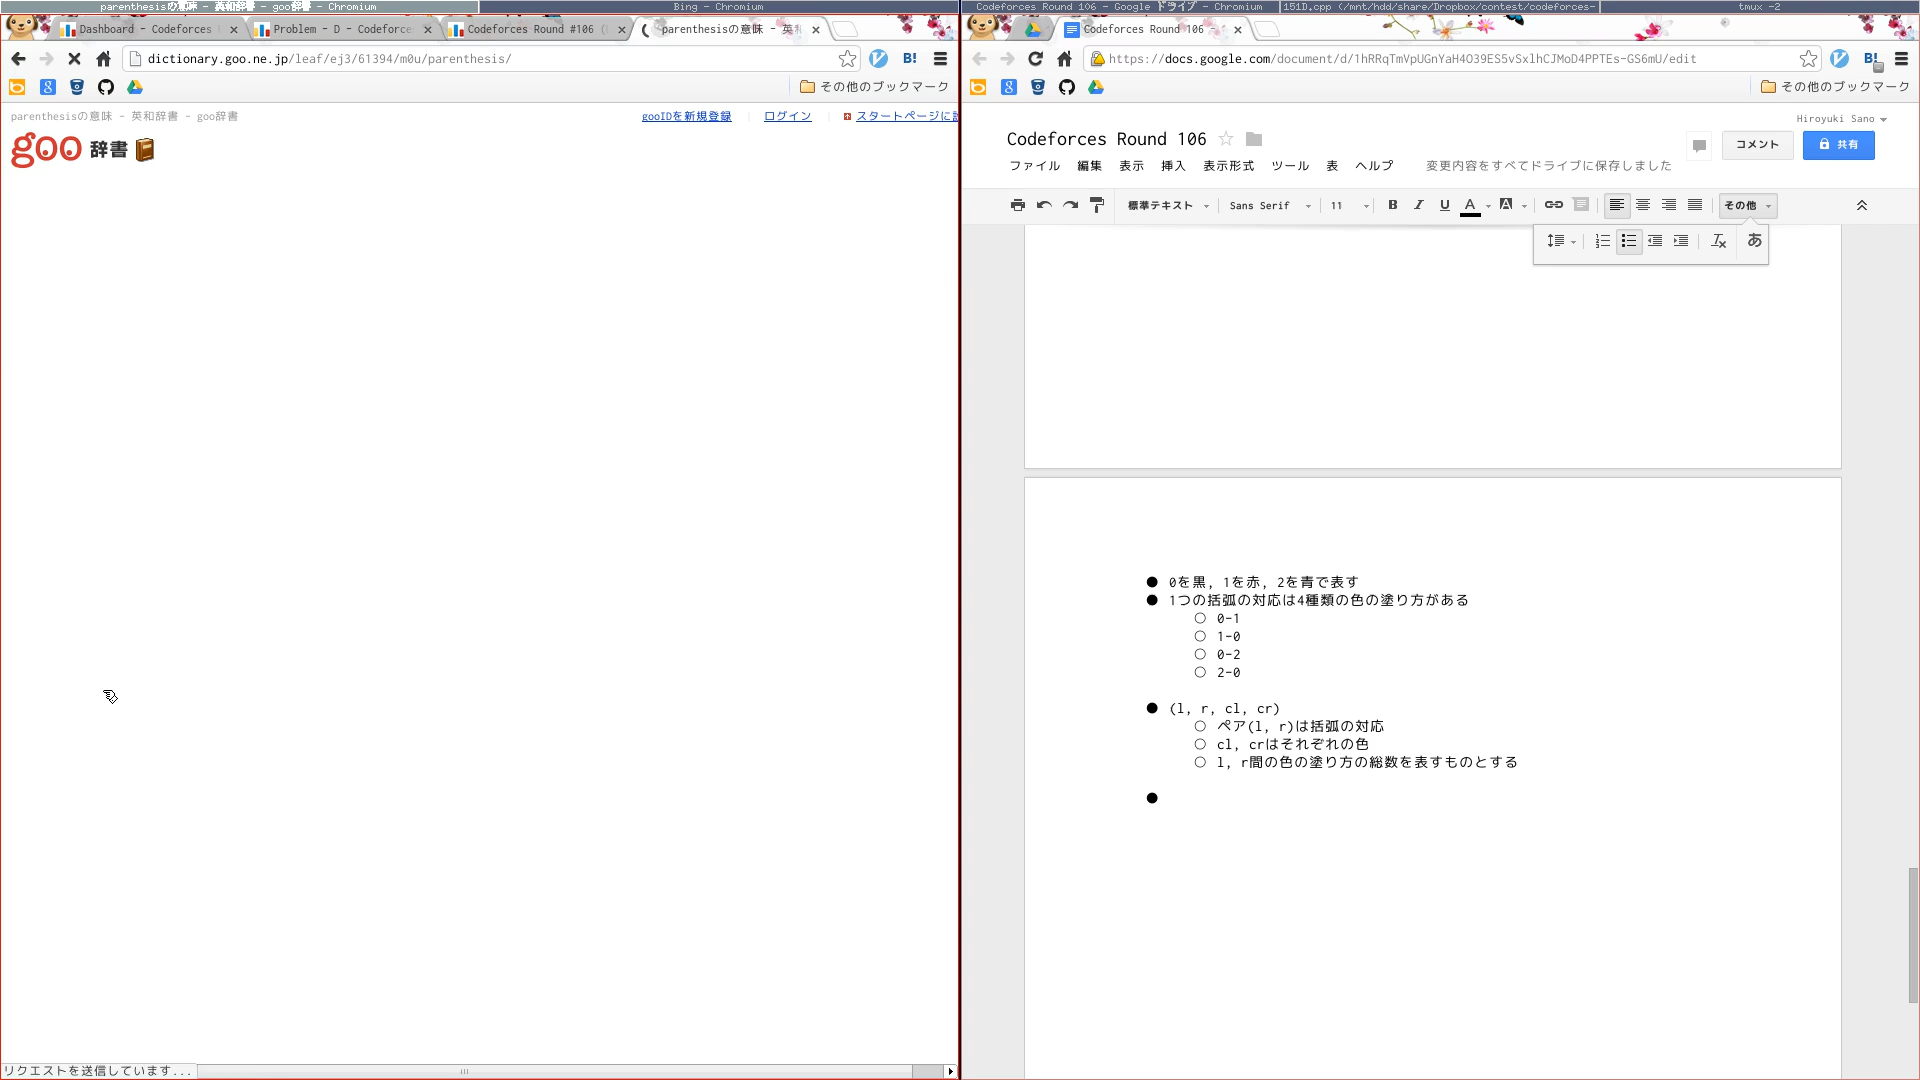 parenthesisの意味 - 英和辞書 - goo辞書 - Chromium
Bing - Chromium
Codeforces Round 106 - Google ドライブ - Chromium
151D.cpp (/mnt/hdd/share/Dropbox/contest/codeforces-
tmux -2
Dashboard - Codeforces
Problem - D - Codeforce
Codeforces Round #106 (
parenthesisの意味 - 英和
Codeforces Round 106
dictionary.goo.ne.jp/leaf/ej3/61394/m0u/parenthesis/
B!
https://docs.google.com/document/d/1hRRqTmVpUGnYaH4O39ES5vSxlhCJMoD4PPTEs-GS6mU/edit
B!
その他のブックマーク
その他のブックマーク
parenthesisの意味 - 英和辞書 - goo辞書
gooIDを新規登録
ログイン
スタートページに
goo 辞書
Hiroyuki Sano
Codeforces Round 106
コメント
共有
ファイル 編集 表示 挿入 表示形式 ツール 表 ヘルプ 変更内容をすべてドライブに保存しました
標準テキスト Sans Serif 11 B I U A A その他
あ
● 0を黒, 1を赤, 2を青で表す
● 1つの括弧の対応は4種類の色の塗り方がある
○ 0-1
○ 1-0
○ 0-2
○ 2-0
● (l, r, cl, cr)
○ ペア(l, r)は括弧の対応
○ cl, crはそれぞれの色
○ l, r間の色の塗り方の総数を表すものとする
●
リクエストを送信しています...